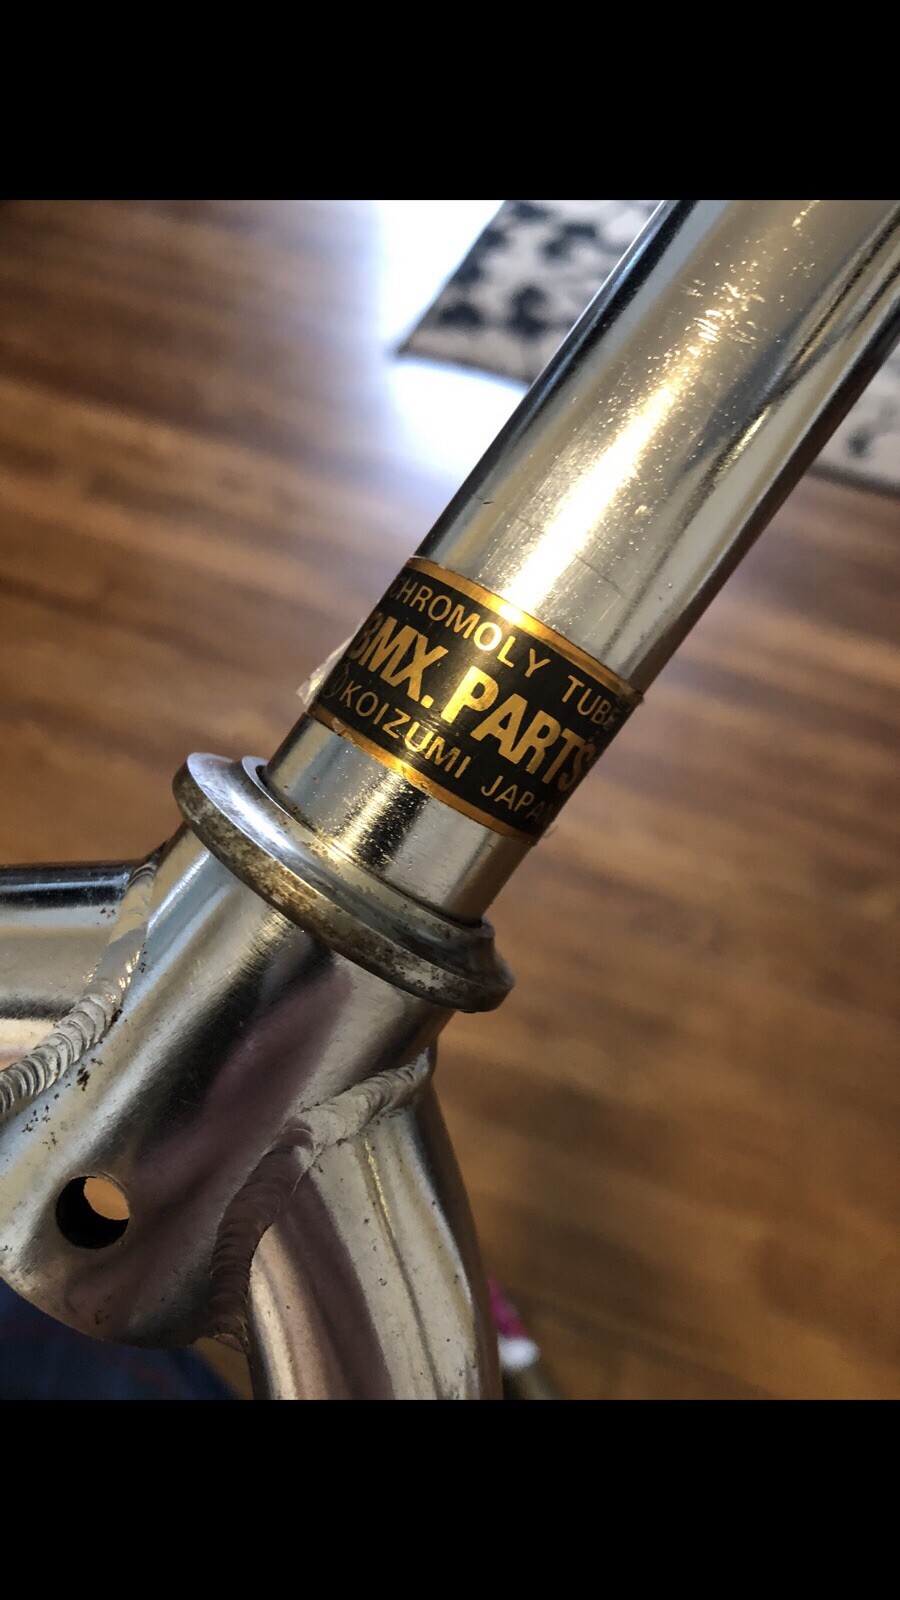 CHROMOLY TUBE
BMX. PARTS
KOIZUMI JAPAN